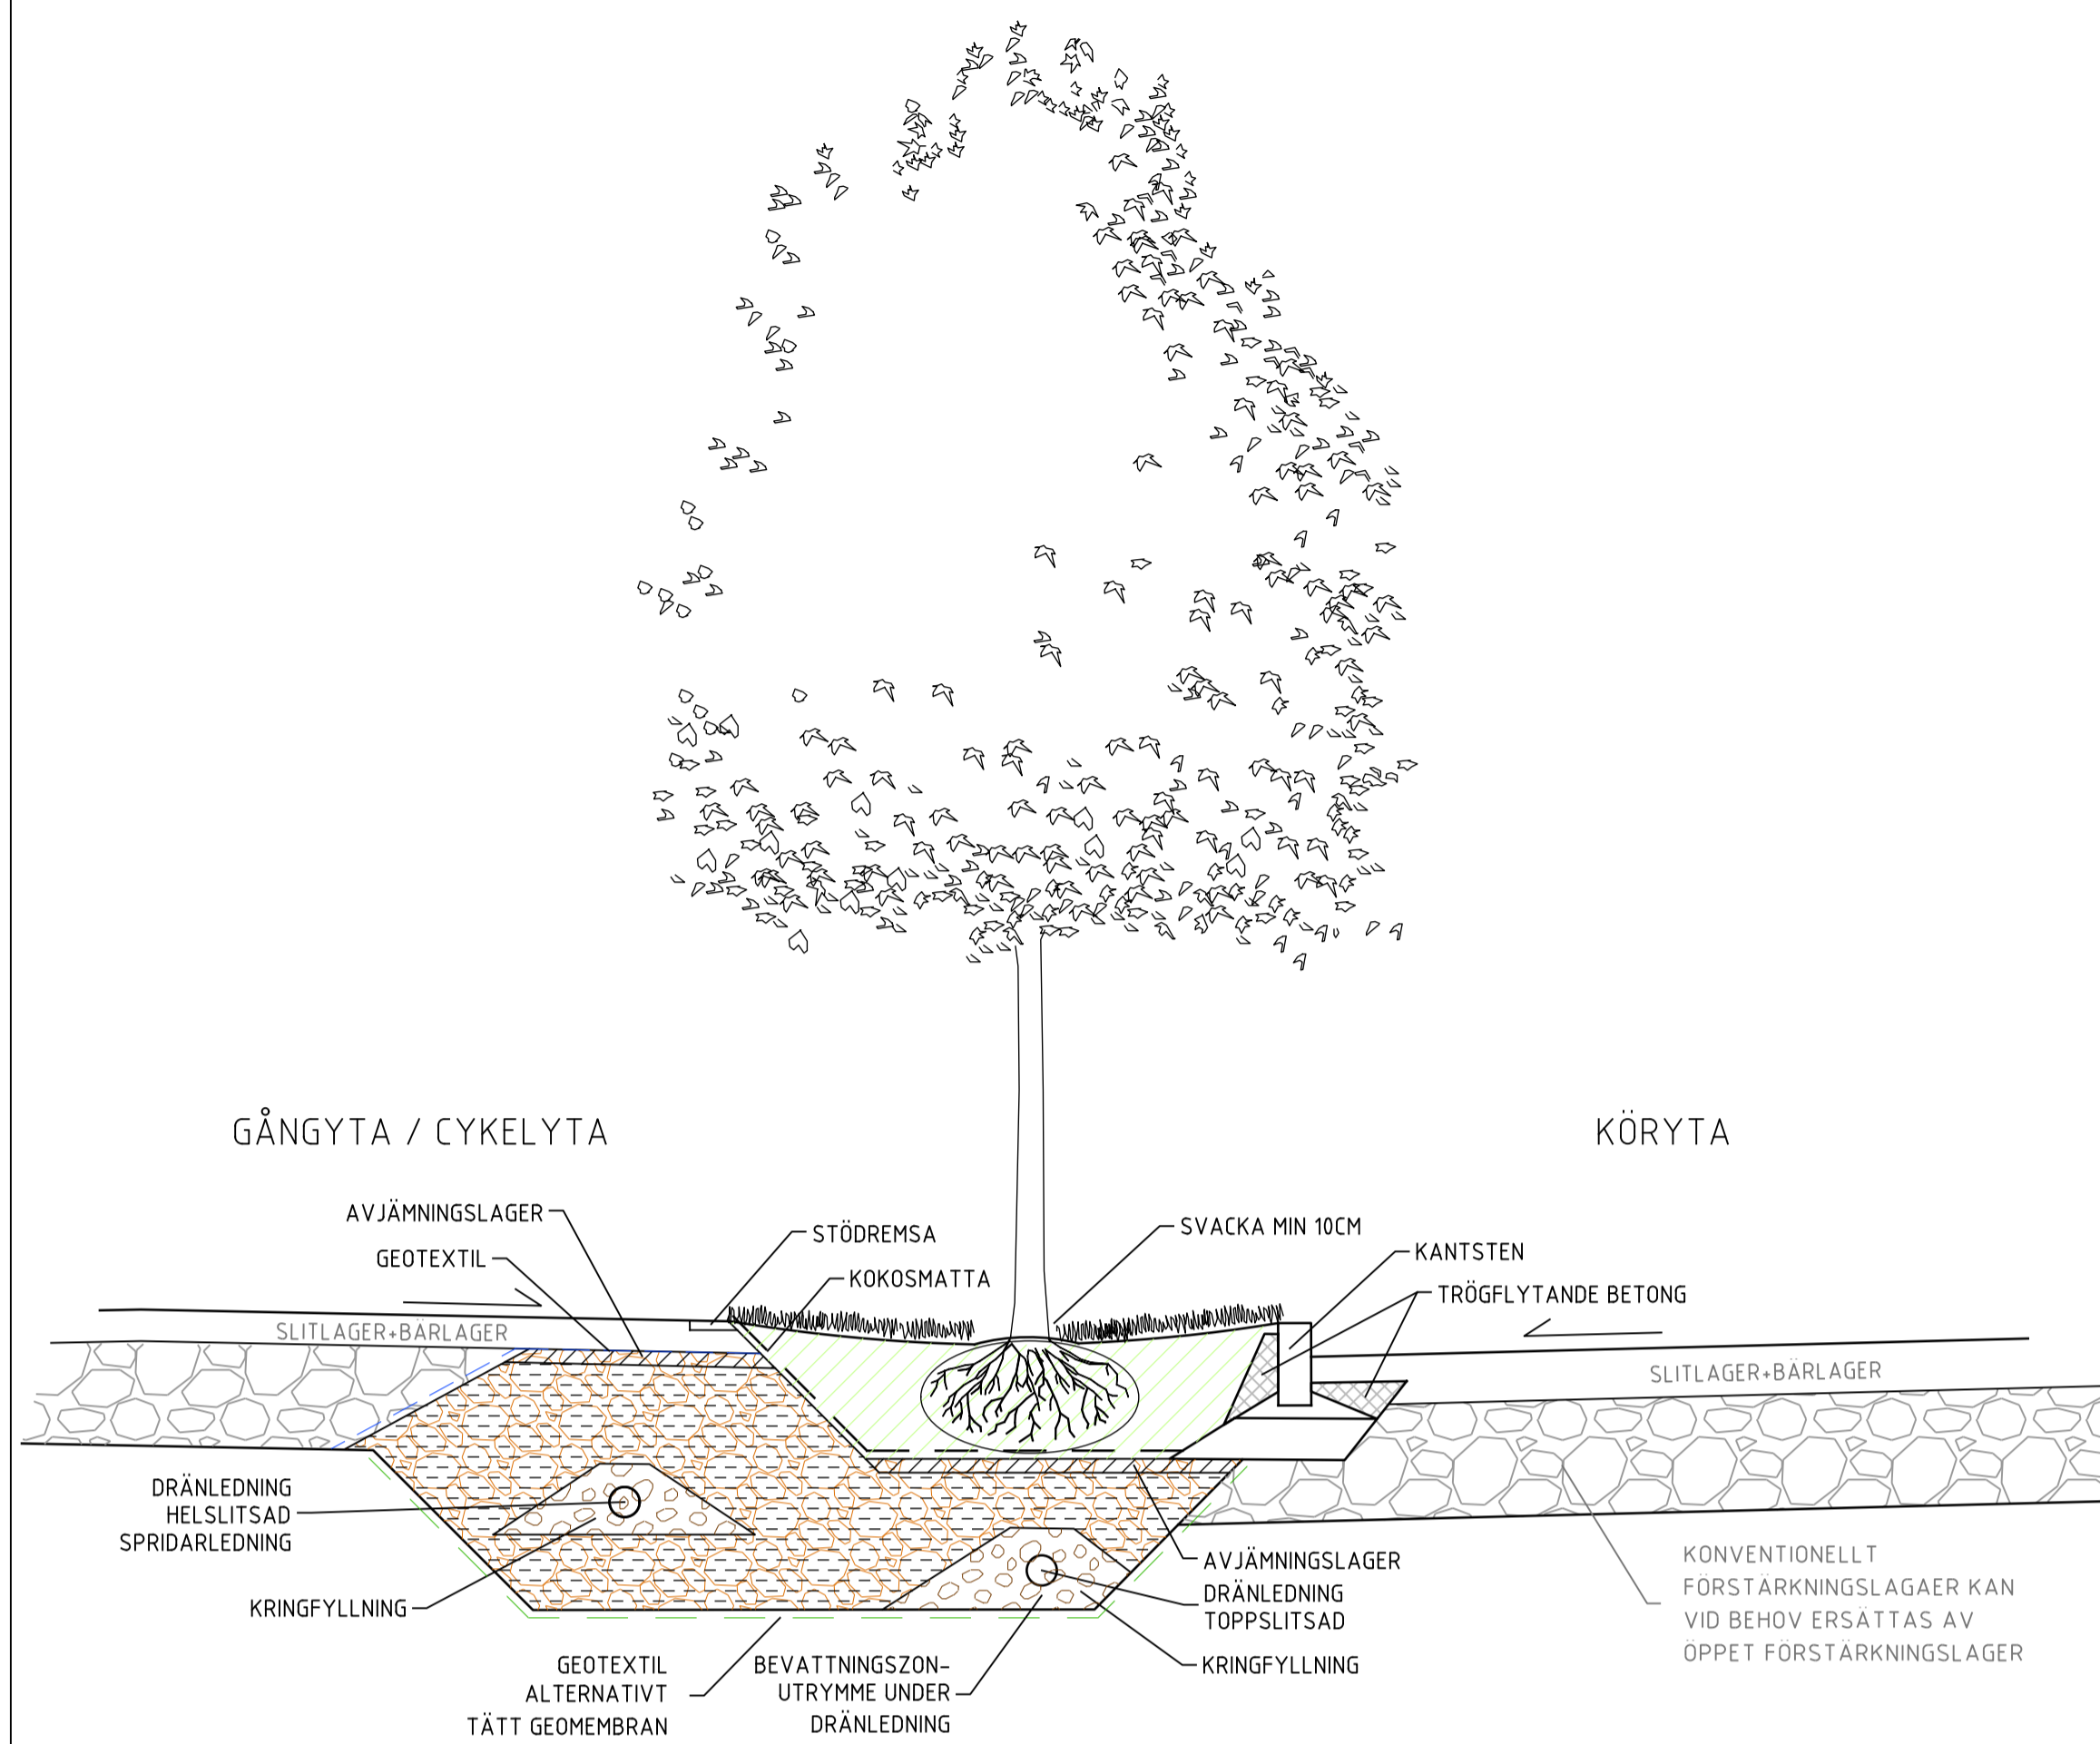 GÅNGYTA / CYKELYTA
KÖRYTA
AVJÄMNINGSLAGER
GEOTEXTIL
STÖDREMSA
KOKOSMATTA
SVACKA MIN 10CM
KANTSTEN
TRÖGFLYTANDE BETONG
SLITLAGER+BÄRLAGER
SLITLAGER+BÄRLAGER
DRÄNLEDNING
HELSLITSAD
SPRIDARLEDNING
KRINGFYLLNING
GEOTEXTIL
ALTERNATIVT
TÄTT GEOMEMBRAN
BEVATTNINGSZON-
UTRYMME UNDER
DRÄNLEDNING
AVJÄMNINGSLAGER
DRÄNLEDNING
TOPPSLITSAD
KRINGFYLLNING
KONVENTIONELLT
FÖRSTÄRKNINGSLAGAER KAN
VID BEHOV ERSÄTTAS AV
ÖPPET FÖRSTÄRKNINGSLAGER